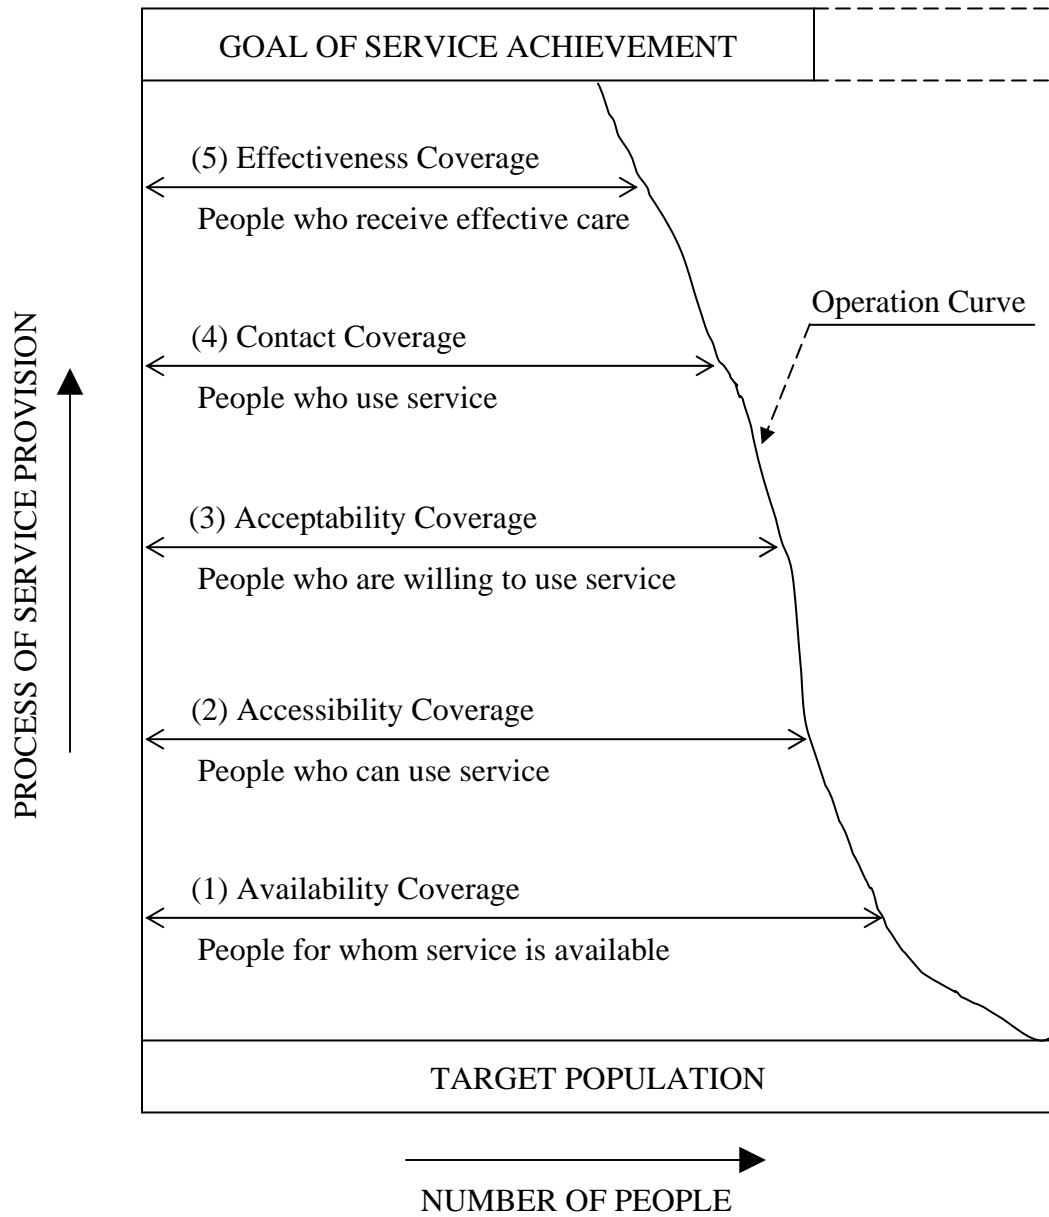 GOAL OF SERVICE ACHIEVEMENT
(5) Effectiveness Coverage
People who receive effective care
Operation Curve
(4) Contact Coverage
People who use service
PROCESS OF SERVICE PROVISION
(3) Acceptability Coverage
People who are willing to use service
(2) Accessibility Coverage
People who can use service
(1) Availability Coverage
People for whom service is available
TARGET POPULATION
NUMBER OF PEOPLE